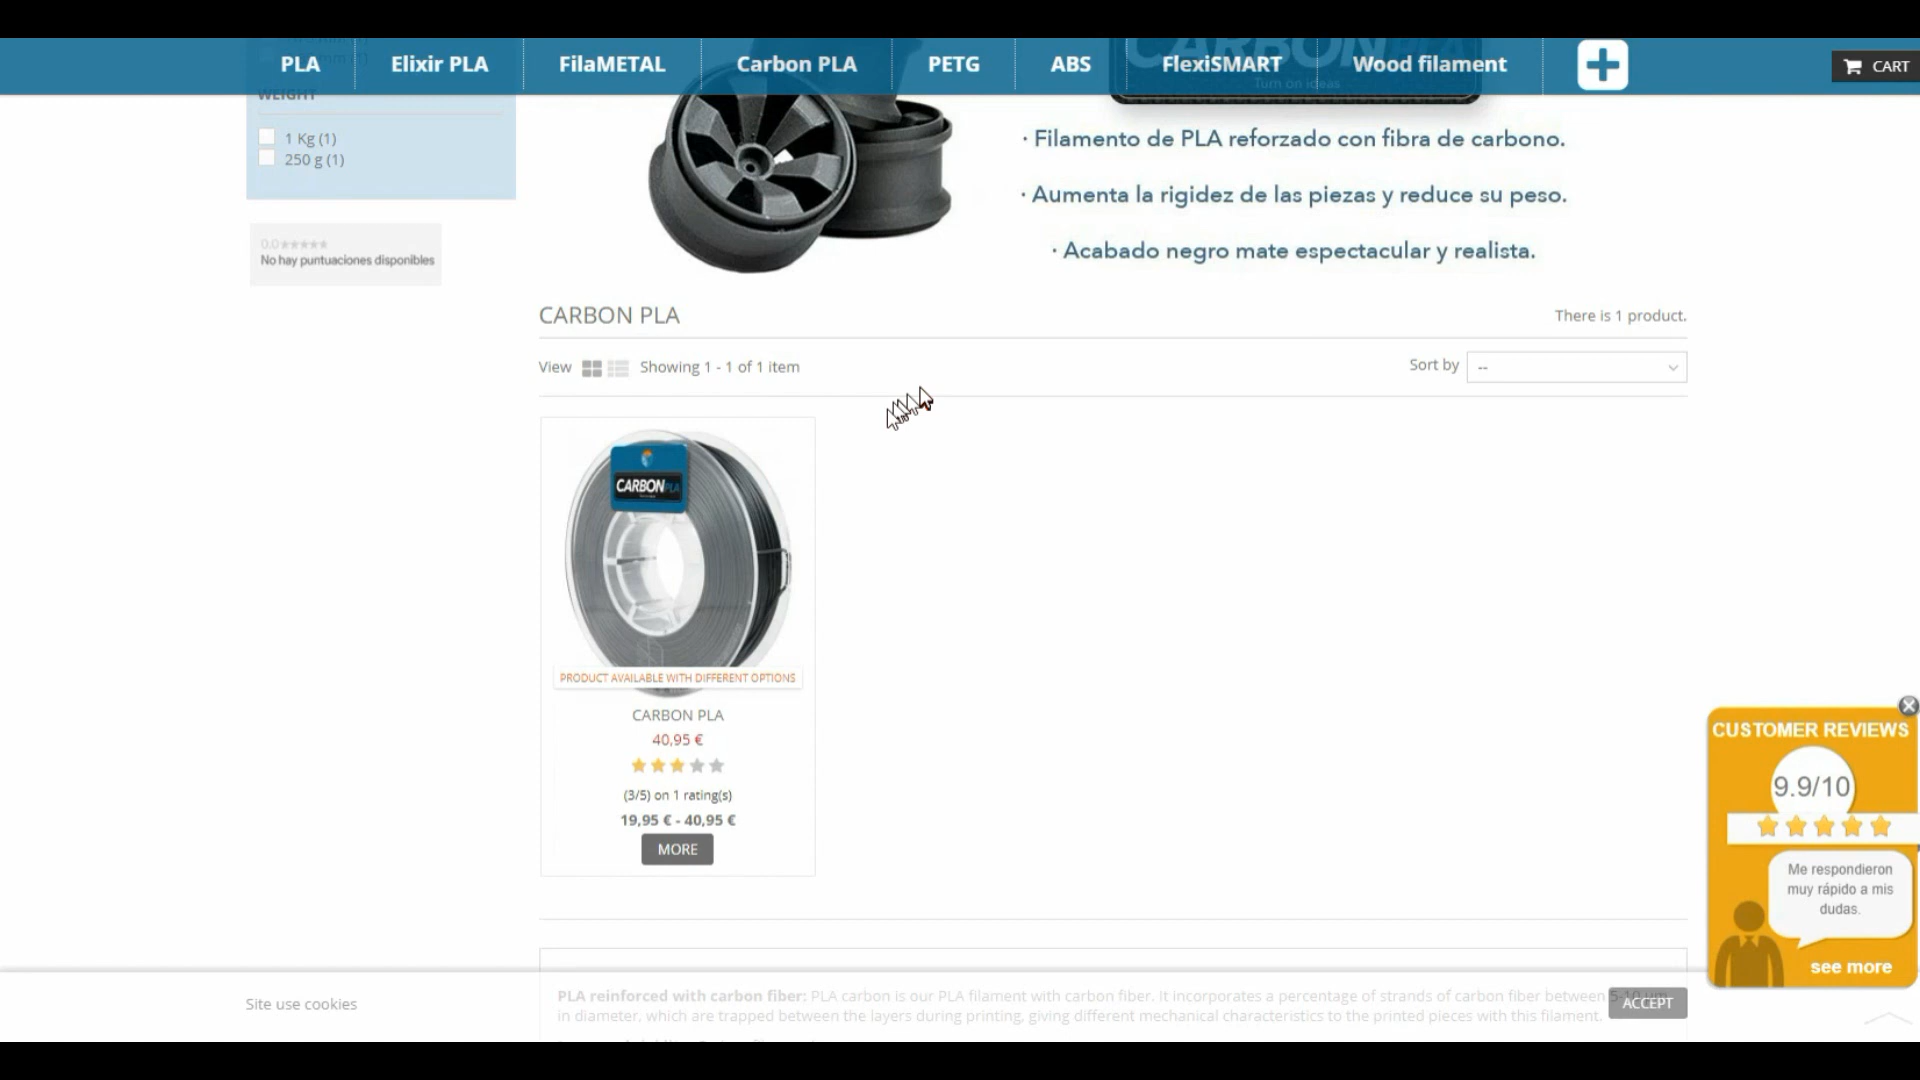 PLA
Elixir PLA
FilaMETAL
Carbon PLA
PETG
ABS
FlexiSMART
Wood filament
CART
CARBON PLA
Turn on ideas
WEIGHT
1 Kg (1)
250 g (1)
0.0
No hay puntuaciones disponibles
· Filamento de PLA reforzado con fibra de carbono.
· Aumenta la rigidez de las piezas y reduce su peso.
· Acabado negro mate espectacular y realista.
CARBON PLA
There is 1 product.
View
Showing 1 - 1 of 1 item
Sort by
--
CARBON PLA
PRODUCT AVAILABLE WITH DIFFERENT OPTIONS
CARBON PLA
40,95 €
(3/5) on 1 rating(s)
19,95 € - 40,95 €
MORE
CUSTOMER REVIEWS
9.9/10
Me respondieron
muy rápido a mis
dudas.
see more
Site use cookies
PLA reinforced with carbon fiber: PLA carbon is our PLA filament with carbon fiber. It incorporates a percentage of strands of carbon fiber between 5-10 um
in diameter, which are trapped between the layers during printing, giving different mechanical characteristics to the printed pieces with this filament.
ACCEPT